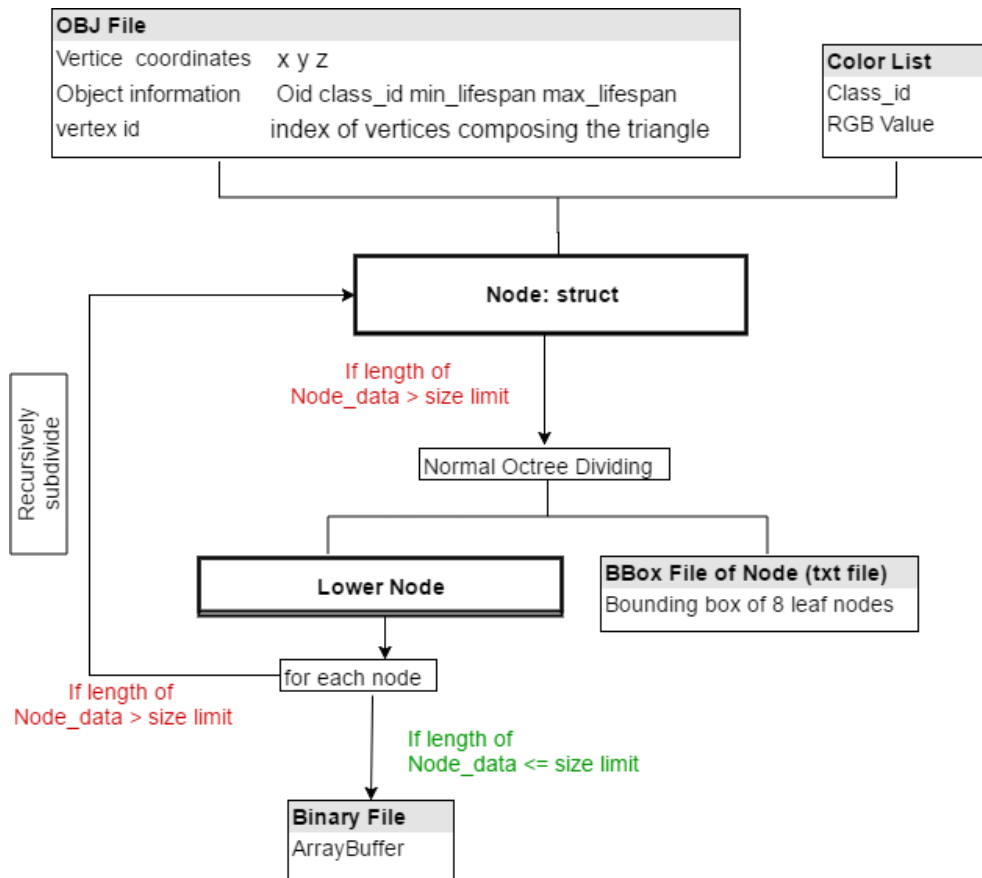 OBJ File
Vertice coordinates x y z
Object information Oid class_id min_lifespan max_lifespan
vertex id index of vertices composing the triangle
Color List
Class_id
RGB Value
Node: struct
If length of
Node_data > size limit
Recursively
subdivide
Normal Octree Dividing
Lower Node
BBox File of Node (txt file)
Bounding box of 8 leaf nodes
for each node
If length of
Node_data > size limit
If length of
Node_data <= size limit
Binary File
ArrayBuffer